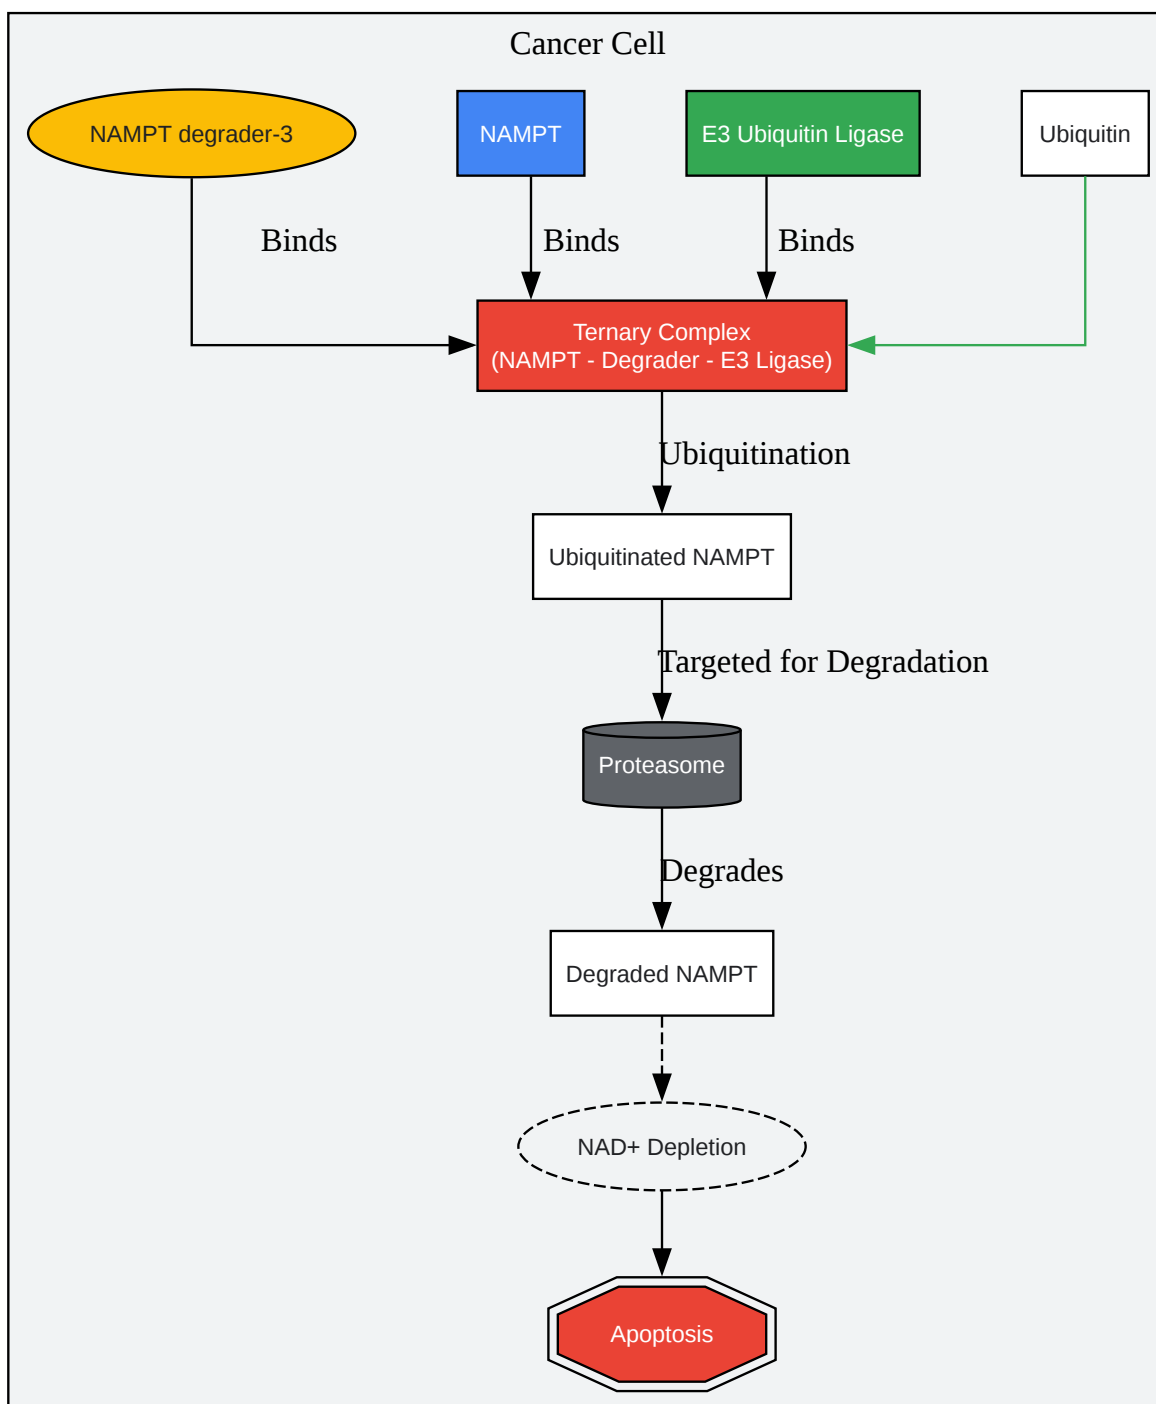 Cancer Cell
NAMPT degrader-3
NAMPT
E3 Ubiquitin Ligase
Ubiquitin
Binds
Binds
Binds
Ternary Complex
(NAMPT - Degrader - E3 Ligase)
Ubiquitination
Ubiquitinated NAMPT
Targeted for Degradation
Proteasome
Degrades
Degraded NAMPT
NAD+ Depletion
Apoptosis